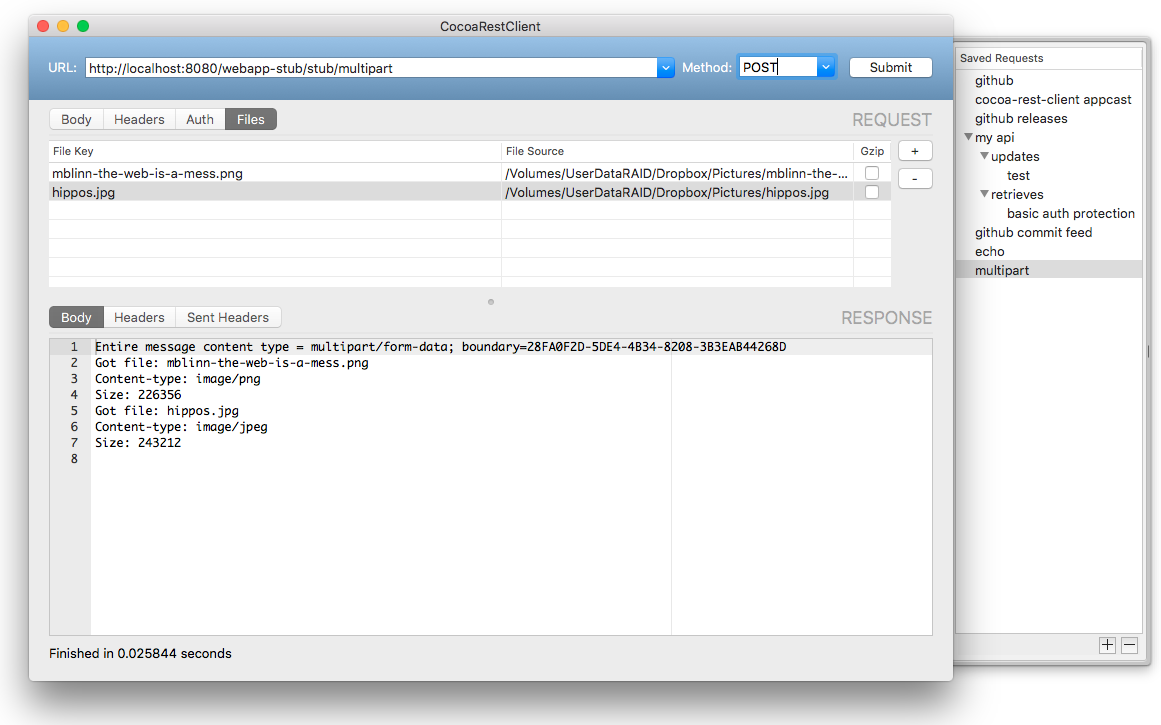 CocoaRestClient
URL: http://localhost:8080/webapp-stub/stub/multipart Method: POST Submit
Body Headers Auth Files REQUEST
File Key File Source Gzip +
mblinn-the-web-is-a-mess.png /Volumes/UserDataRAID/Dropbox/Pictures/mblinn-the-...
hippos.jpg /Volumes/UserDataRAID/Dropbox/Pictures/hippos.jpg -
Body Headers Sent Headers RESPONSE
1 Entire message content type = multipart/form-data; boundary=28FA0F2D-5DE4-4B34-8208-3B3EAB44268D
2 Got file: mblinn-the-web-is-a-mess.png
3 Content-type: image/png
4 Size: 226356
5 Got file: hippos.jpg
6 Content-type: image/jpeg
7 Size: 243212
8
Finished in 0.025844 seconds
Saved Requests
github
cocoa-rest-client appcast
github releases
my api
updates
test
retrieves
basic auth protection
github commit feed
echo
multipart